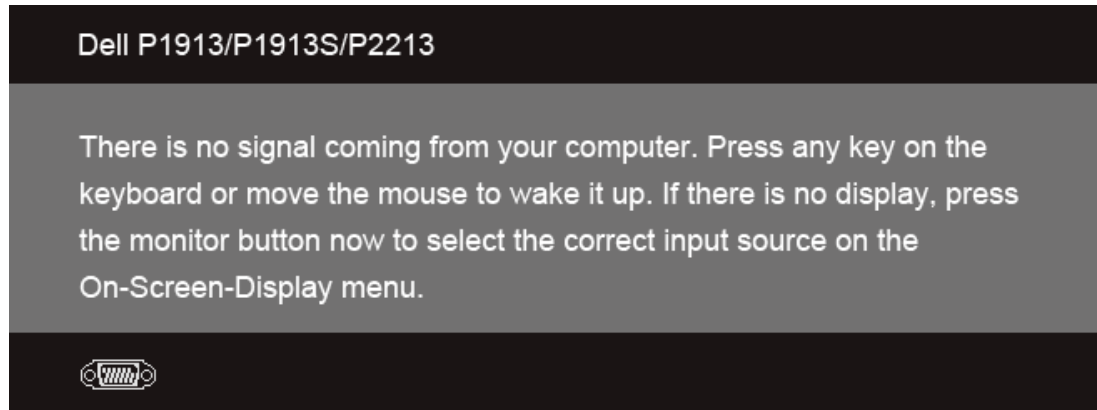 Dell P1913/P1913S/P2213
There is no signal coming from your computer. Press any key on the
keyboard or move the mouse to wake it up. If there is no display, press
the monitor button now to select the correct input source on the
On-Screen-Display menu.